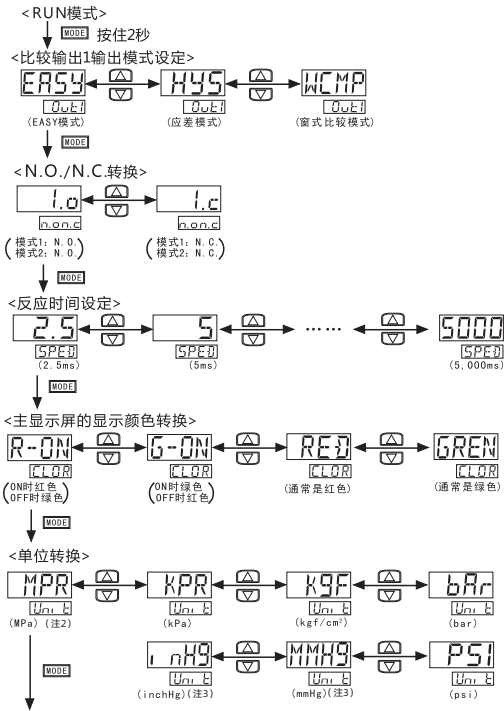 <RUN模式>
MODE 按住2秒
<比较输出1输出模式设定>
EASY HYS WCMP
Out1 Out1 Out1
(EASY模式) (应差模式) (窗式比较模式)
MODE
<N.O./N.C.转换>
1.o 1.c
n.on.c n.on.c
(模式1: N.O. (模式1: N.C.
模式2: N.O.) 模式2: N.C.)
MODE
<反应时间设定>
2.5 5 …… 5000
SPED SPED SPED
(2.5ms) (5ms) (5,000ms)
MODE
<主显示屏的显示颜色转换>
R-ON G-ON RED GREN
CLOR CLOR CLOR CLOR
(ON时红色 (ON时绿色 (通常是红色) (通常是绿色)
OFF时绿色) OFF时红色)
MODE
<单位转换>
MPA KPA KGF bAr
Unit Unit Unit Unit
(MPa) (注2) (kPa) (kgf/cm²) (bar)
MODE
inHG MMHG PSI
Unit Unit Unit
(inchHg)(注3) (mmHg)(注3) (psi)